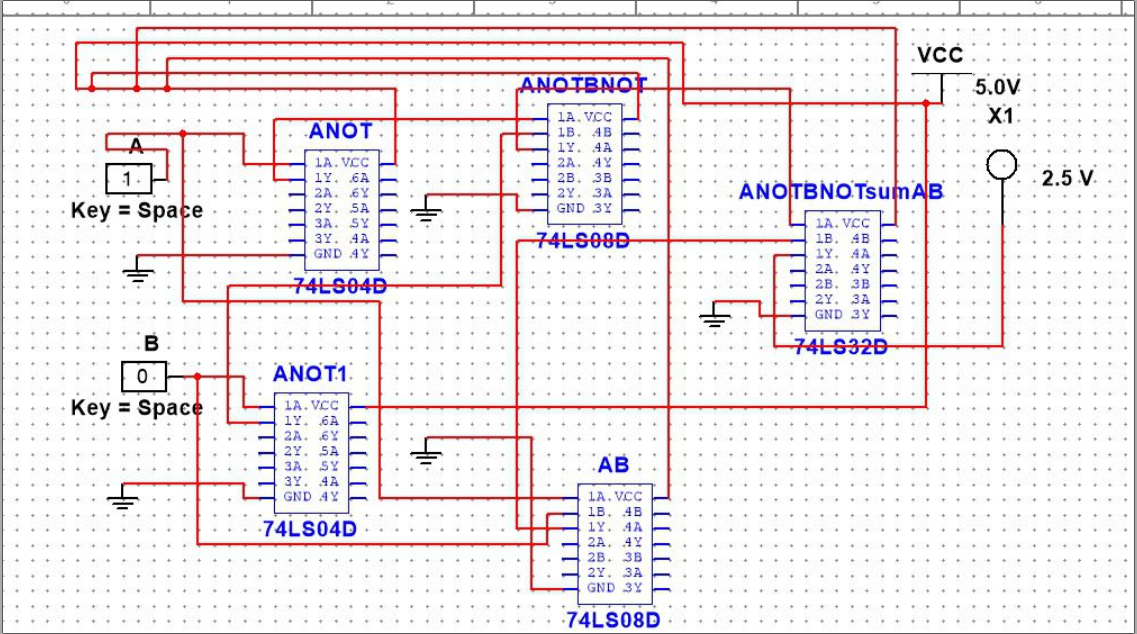 VCC
5.0V
X1
2.5 V
ANOTBNOT
1A. VCC
1B. 4B
1Y. 4A
2A. 4Y
2B. 3B
2Y. 3A
GND 3Y
74LS08D
ANOT
1A. VCC
1Y. 6A
2A. 6Y
2Y. 5A
3A. 5Y
3Y. 4A
GND 4Y
74LS04D
A
1
Key = Space
ANOTBNOTsumAB
1A. VCC
1B. 4B
1Y. 4A
2A. 4Y
2B. 3B
2Y. 3A
GND 3Y
74LS32D
B
0
Key = Space
ANOT1
1A. VCC
1Y. 6A
2A. 6Y
2Y. 5A
3A. 5Y
3Y. 4A
GND 4Y
74LS04D
AB
1A. VCC
1B. 4B
1Y. 4A
2A. 4Y
2B. 3B
2Y. 3A
GND 3Y
74LS08D